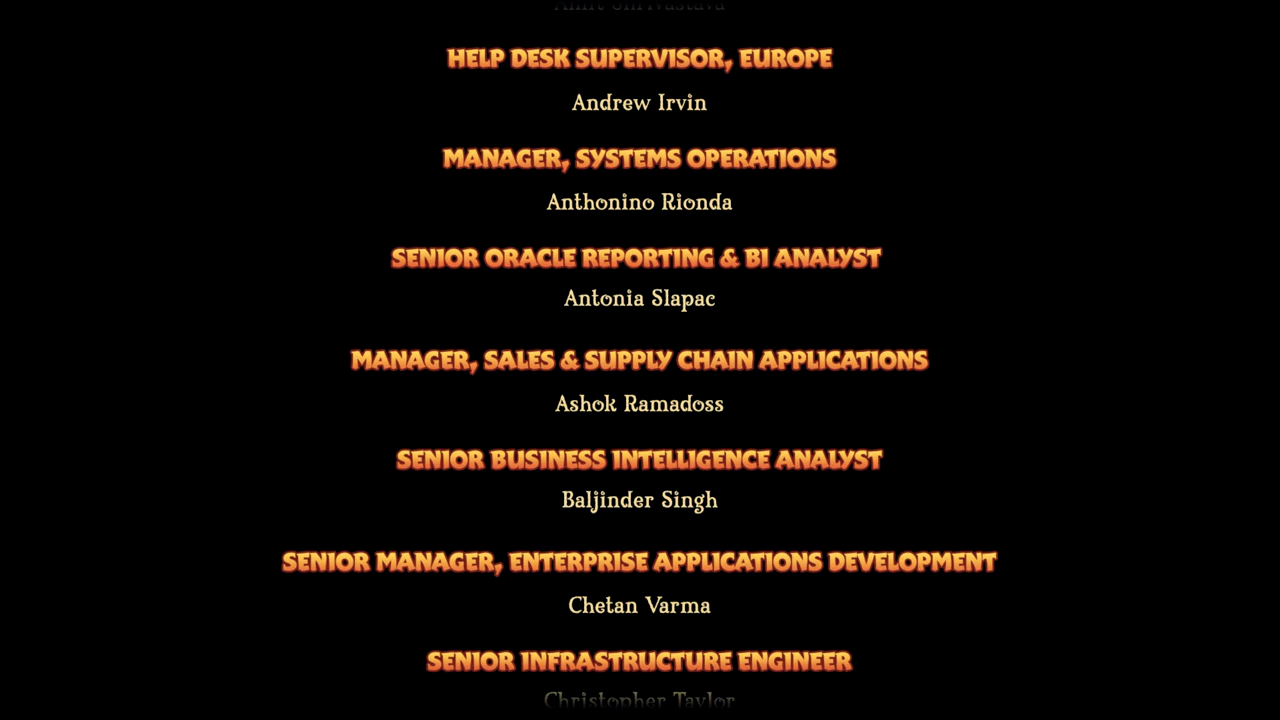 HELP DESK SUPERVISOR, EUROPE
Andrew Irvin
MANAGER, SYSTEMS OPERATIONS
Anthonino Rionda
SENIOR ORACLE REPORTING & BI ANALYST
Antonia Slapac
MANAGER, SALES & SUPPLY CHAIN APPLICATIONS
Ashok Ramadoss
SENIOR BUSINESS INTELLIGENCE ANALYST
Baljinder Singh
SENIOR MANAGER, ENTERPRISE APPLICATIONS DEVELOPMENT
Chetan Varma
SENIOR INFRASTRUCTURE ENGINEER
Christopher Taylor